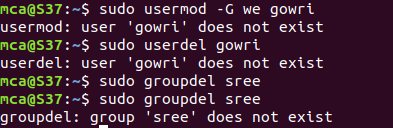 mca@S37:~$ sudo usermod -G we gowri
usermod: user 'gowri' does not exist
mca@S37:~$ sudo userdel gowri
userdel: user 'gowri' does not exist
mca@S37:~$ sudo groupdel sree
mca@S37:~$ sudo groupdel sree
groupdel: group 'sree' does not exist